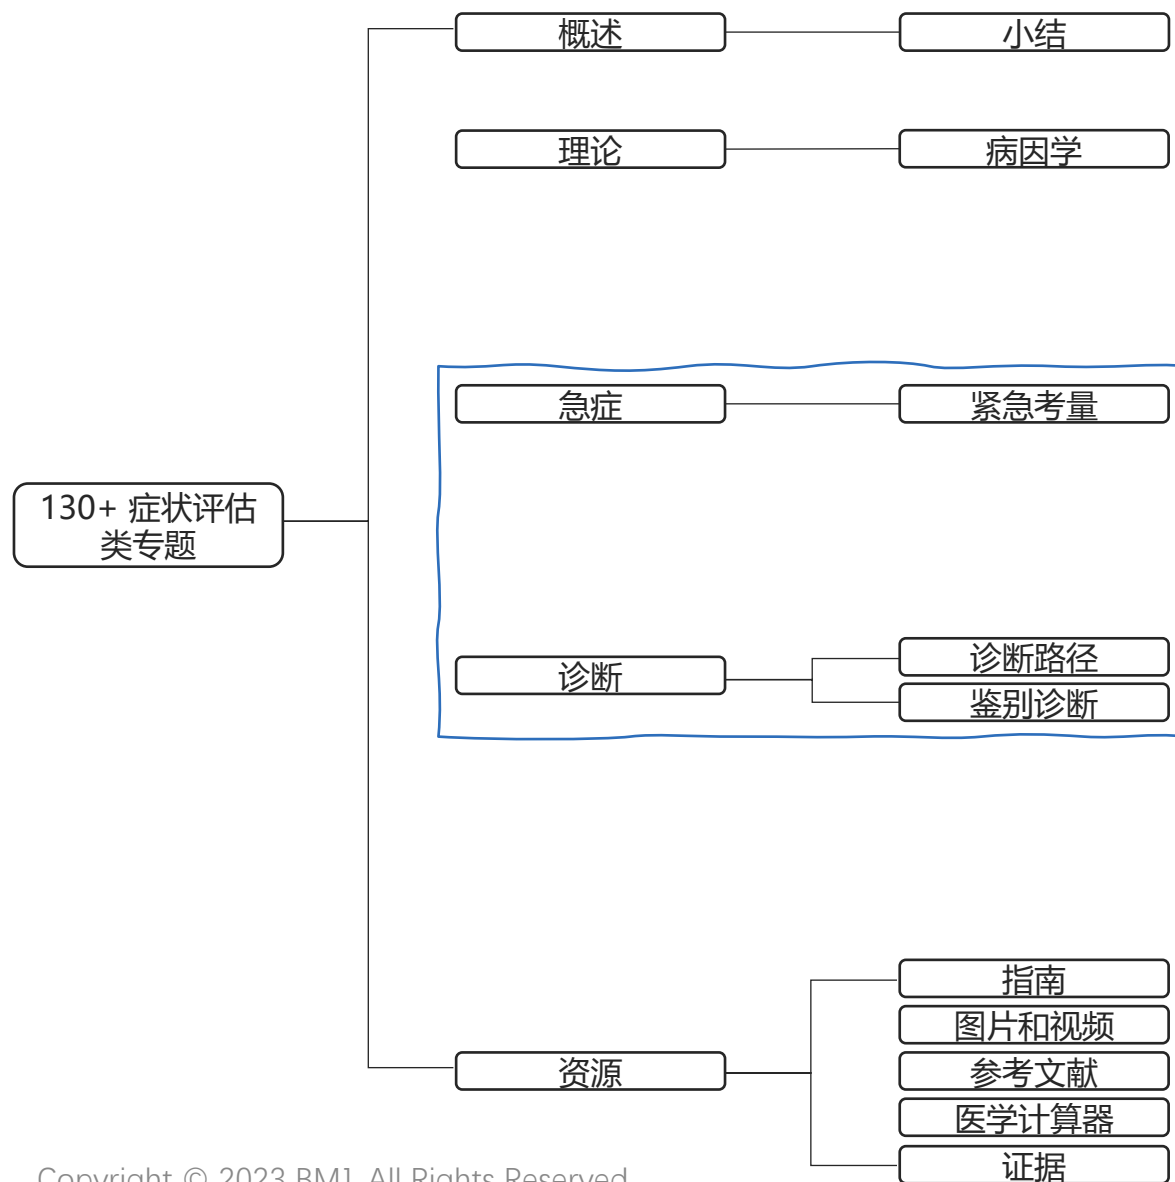 概述
小结
理论
病因学
急症
紧急考量
130+ 症状评估
类专题
诊断路径
诊断
鉴别诊断
指南
图片和视频
资源
参考文献
医学计算器
证据
Copyright © 2023 BMJ. All Rights Reserved